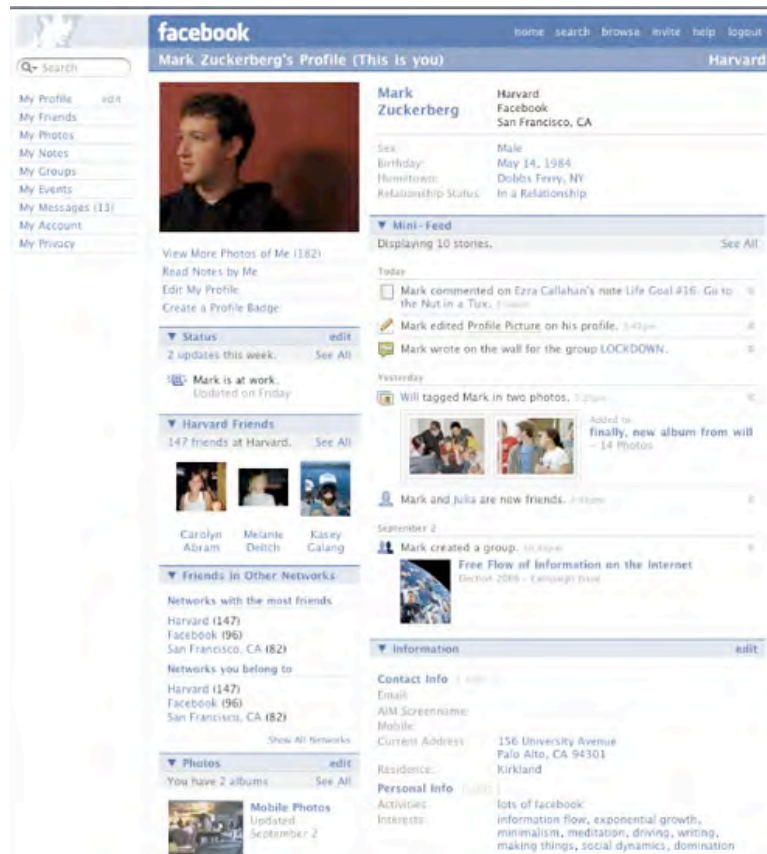 facebook
home search browse invite help logout
Mark Zuckerberg's Profile (This is you) Harvard
Search
My Profile edit
My Friends
My Photos
My Notes
My Groups
My Events
My Messages (13)
My Account
My Privacy
View More Photos of Me (182)
Read Notes by Me
Edit My Profile
Create a Profile Badge
Status edit
2 updates this week. See All
Mark is at work.
Updated on Friday
Harvard Friends
147 friends at Harvard. See All
Carolyn Abram
Melanie Deitch
Kasey Galang
Friends in Other Networks
Networks with the most friends
Harvard (147)
Facebook (96)
San Francisco, CA (82)
Networks you belong to
Harvard (147)
Facebook (96)
San Francisco, CA (82)
Show All Networks
Photos edit
You have 2 albums See All
Mobile Photos
Updated
September 2
Mark
Zuckerberg
Harvard
Facebook
San Francisco, CA
Sex: Male
Birthday: May 14, 1984
Hometown: Dobbs Ferry, NY
Relationship Status: In a Relationship
Mini-Feed
Displaying 10 stories. See All
Today
Mark commented on Ezra Callahan's note Life Goal #16: Go to
the Nut in a Tux.
Mark edited Profile Picture on his profile.
Mark wrote on the wall for the group LOCKDOWN.
Yesterday
Will tagged Mark in two photos.
Added to:
finally, new album from will
– 14 Photos
Mark and Julia are now friends.
September 2
Mark created a group.
Free Flow of Information on the Internet
Election 2006 – Campaign Issue
Information edit
Contact Info
Email:
AIM Screenname:
Mobile:
Current Address: 156 University Avenue
Palo Alto, CA 94301
Residence: Kirkland
Personal Info
Activities: lots of facebook
Interests: information flow, exponential growth,
minimalism, meditation, driving, writing,
making things, social dynamics, domination